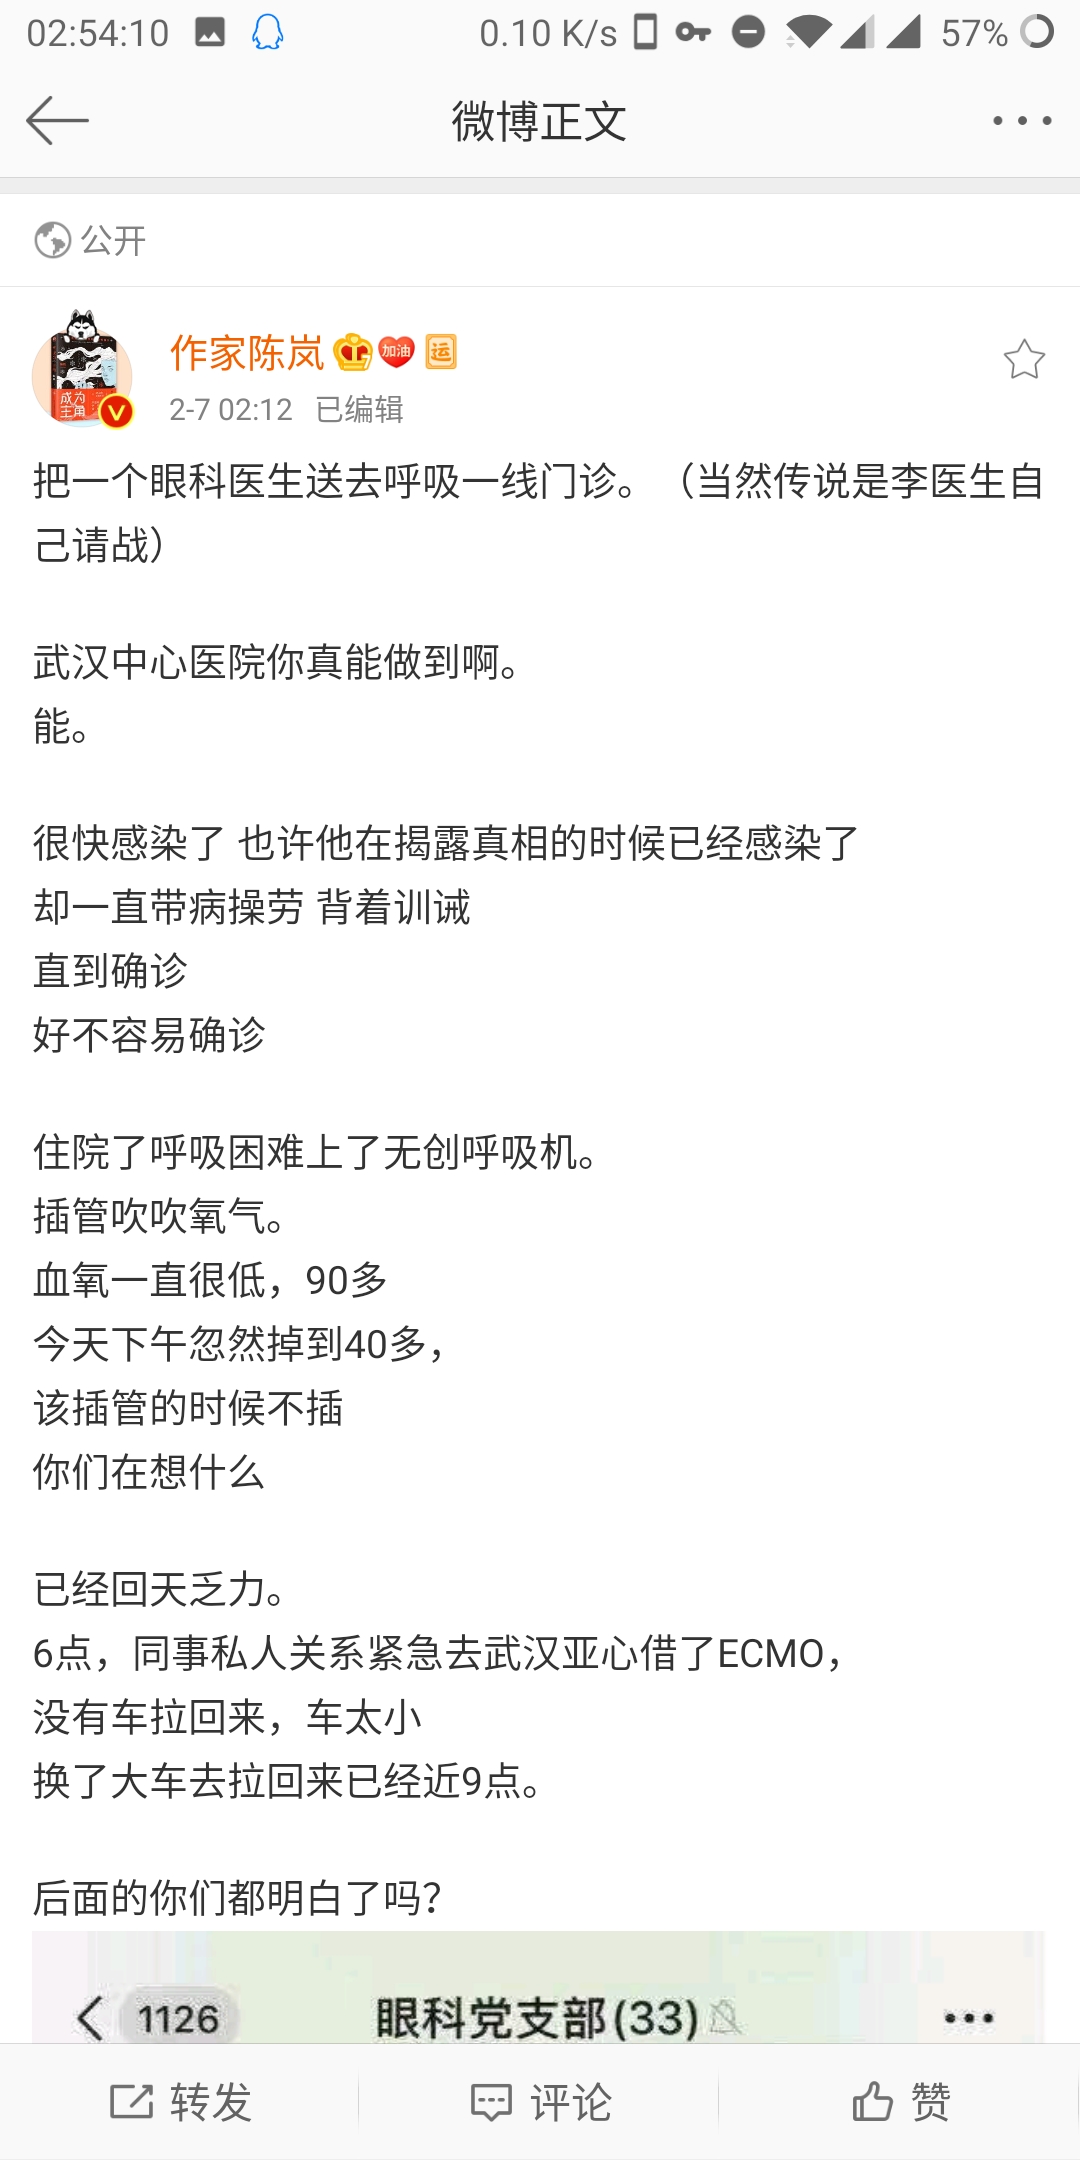 02:54:10 0.10 K/s 57%
微博正文
公开
作家陈岚 加油 运
成为
主角
V
2-7 02:12 已编辑
把一个眼科医生送去呼吸一线门诊。（当然传说是李医生自
己请战）
武汉中心医院你真能做到啊。
能。
很快感染了 也许他在揭露真相的时候已经感染了
却一直带病操劳 背着训诫
直到确诊
好不容易确诊
住院了呼吸困难上了无创呼吸机。
插管吹吹氧气。
血氧一直很低，90多
今天下午忽然掉到40多，
该插管的时候不插
你们在想什么
已经回天乏力。
6点，同事私人关系紧急去武汉亚心借了ECMO，
没有车拉回来，车太小
换了大车去拉回来已经近9点。
后面的你们都明白了吗？
1126 眼科党支部(33)
转发 评论 赞